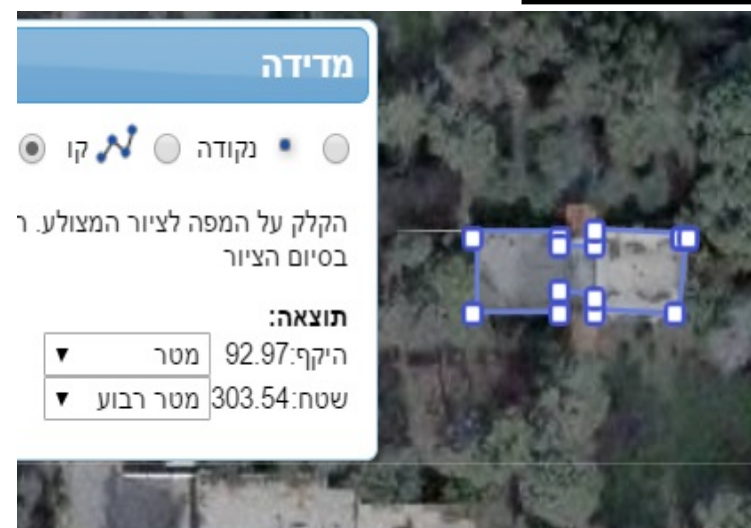 מדידה
נקודה קו
הקלק על המפה לציור המצולע. ר
בסיום הציור
תוצאה:
היקף:92.97 מטר
שטח:303.54 מטר רבוע